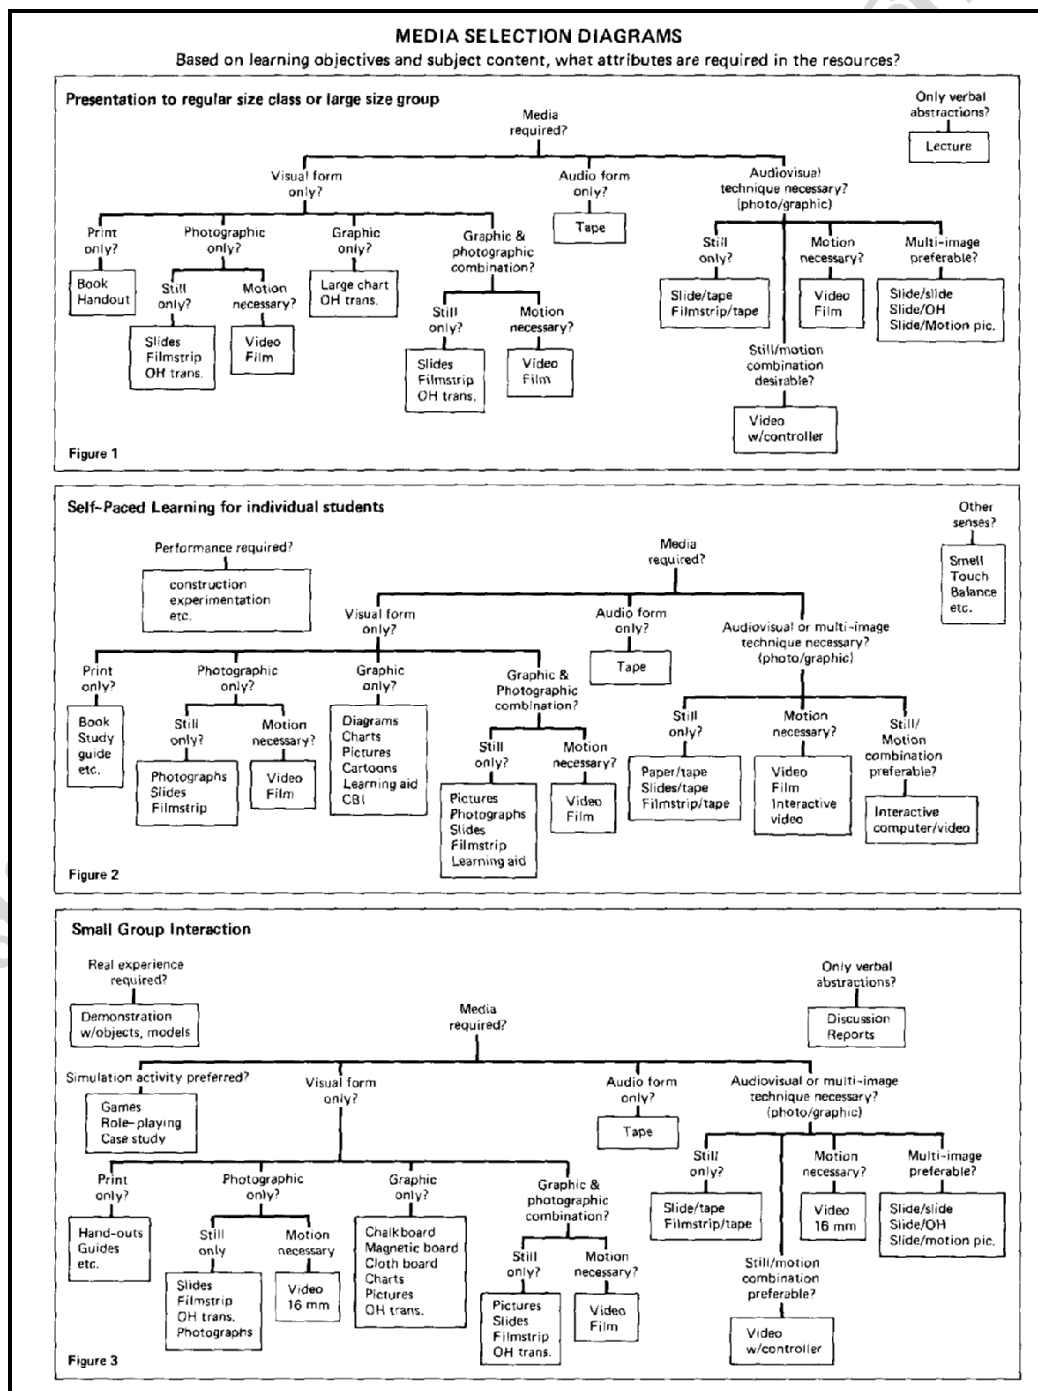 MEDIA SELECTION DIAGRAMS
Based on learning objectives and subject content, what attributes are required in the resources?
Presentation to regular size class or large size group
Media
required?
Only verbal
abstractions?
Lecture
Visual form
only?
Audio form
only?
Tape
Audiovisual
technique necessary?
(photo/graphic)
Print
only?
Book
Handout
Photographic
only?
Still
only?
Slides
Filmstrip
OH trans.
Motion
necessary?
Video
Film
Graphic
only?
Large chart
OH trans.
Graphic &
photographic
combination?
Still
only?
Slides
Filmstrip
OH trans.
Motion
necessary?
Video
Film
Still
only?
Slide/tape
Filmstrip/tape
Still/motion
combination
desirable?
Video
w/controller
Motion
necessary?
Video
Film
Multi-image
preferable?
Slide/slide
Slide/OH
Slide/Motion pic.
Figure 1
Self-Paced Learning for individual students
Performance required?
construction
experimentation
etc.
Media
required?
Other
senses?
Smell
Touch
Balance
etc.
Visual form
only?
Audio form
only?
Tape
Audiovisual or multi-image
technique necessary?
(photo/graphic)
Print
only?
Book
Study
guide
etc.
Photographic
only?
Still
only?
Photographs
Slides
Filmstrip
Motion
necessary?
Video
Film
Graphic
only?
Diagrams
Charts
Pictures
Cartoons
Learning aid
CBI
Graphic &
Photographic
combination?
Still
only?
Pictures
Photographs
Slides
Filmstrip
Learning aid
Motion
necessary?
Video
Film
Still
only?
Paper/tape
Slides/tape
Filmstrip/tape
Motion
necessary?
Video
Film
Interactive
video
Still/
Motion
combination
preferable?
Interactive
computer/video
Figure 2
Small Group Interaction
Real experience
required?
Demonstration
w/objects, models
Media
required?
Only verbal
abstractions?
Discussion
Reports
Simulation activity preferred?
Games
Role-playing
Case study
Visual form
only?
Audio form
only?
Tape
Audiovisual or multi-image
technique necessary?
(photo/graphic)
Print
only?
Hand-outs
Guides
etc.
Photographic
only?
Still
only
Slides
Filmstrip
OH trans.
Photographs
Motion
necessary
Video
16 mm
Graphic
only?
Chalkboard
Magnetic board
Cloth board
Charts
Pictures
OH trans.
Graphic &
photographic
combination?
Still
only?
Pictures
Slides
Filmstrip
OH trans.
Motion
necessary?
Video
Film
Still
only?
Slide/tape
Filmstrip/tape
Still/motion
combination
preferable?
Video
w/controller
Motion
necessary?
Video
16 mm
Multi-image
preferable?
Slide/slide
Slide/OH
Slide/motion pic.
Figure 3